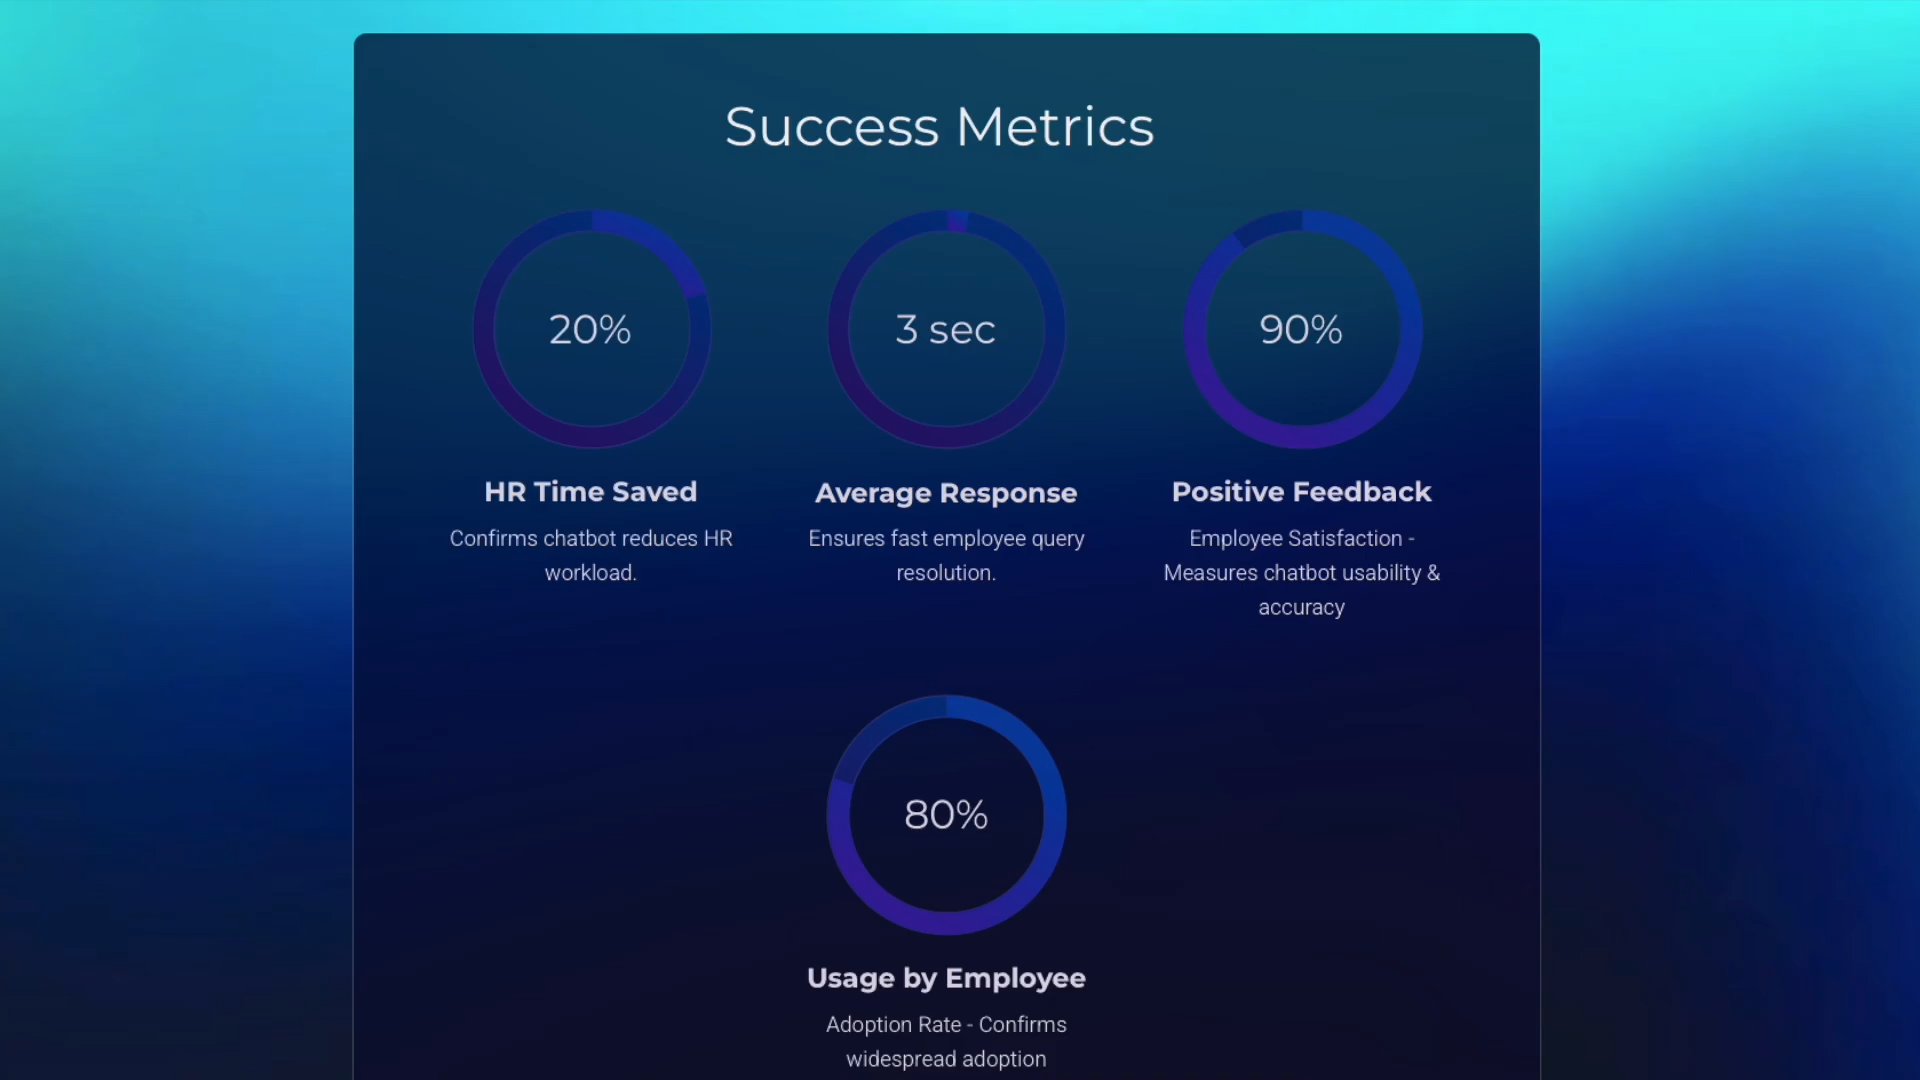 Success Metrics
20%
3 sec
90%
HR Time Saved
Average Response
Positive Feedback
Confirms chatbot reduces HR
workload.
Ensures fast employee query
resolution.
Employee Satisfaction -
Measures chatbot usability &
accuracy
80%
Usage by Employee
Adoption Rate - Confirms
widespread adoption